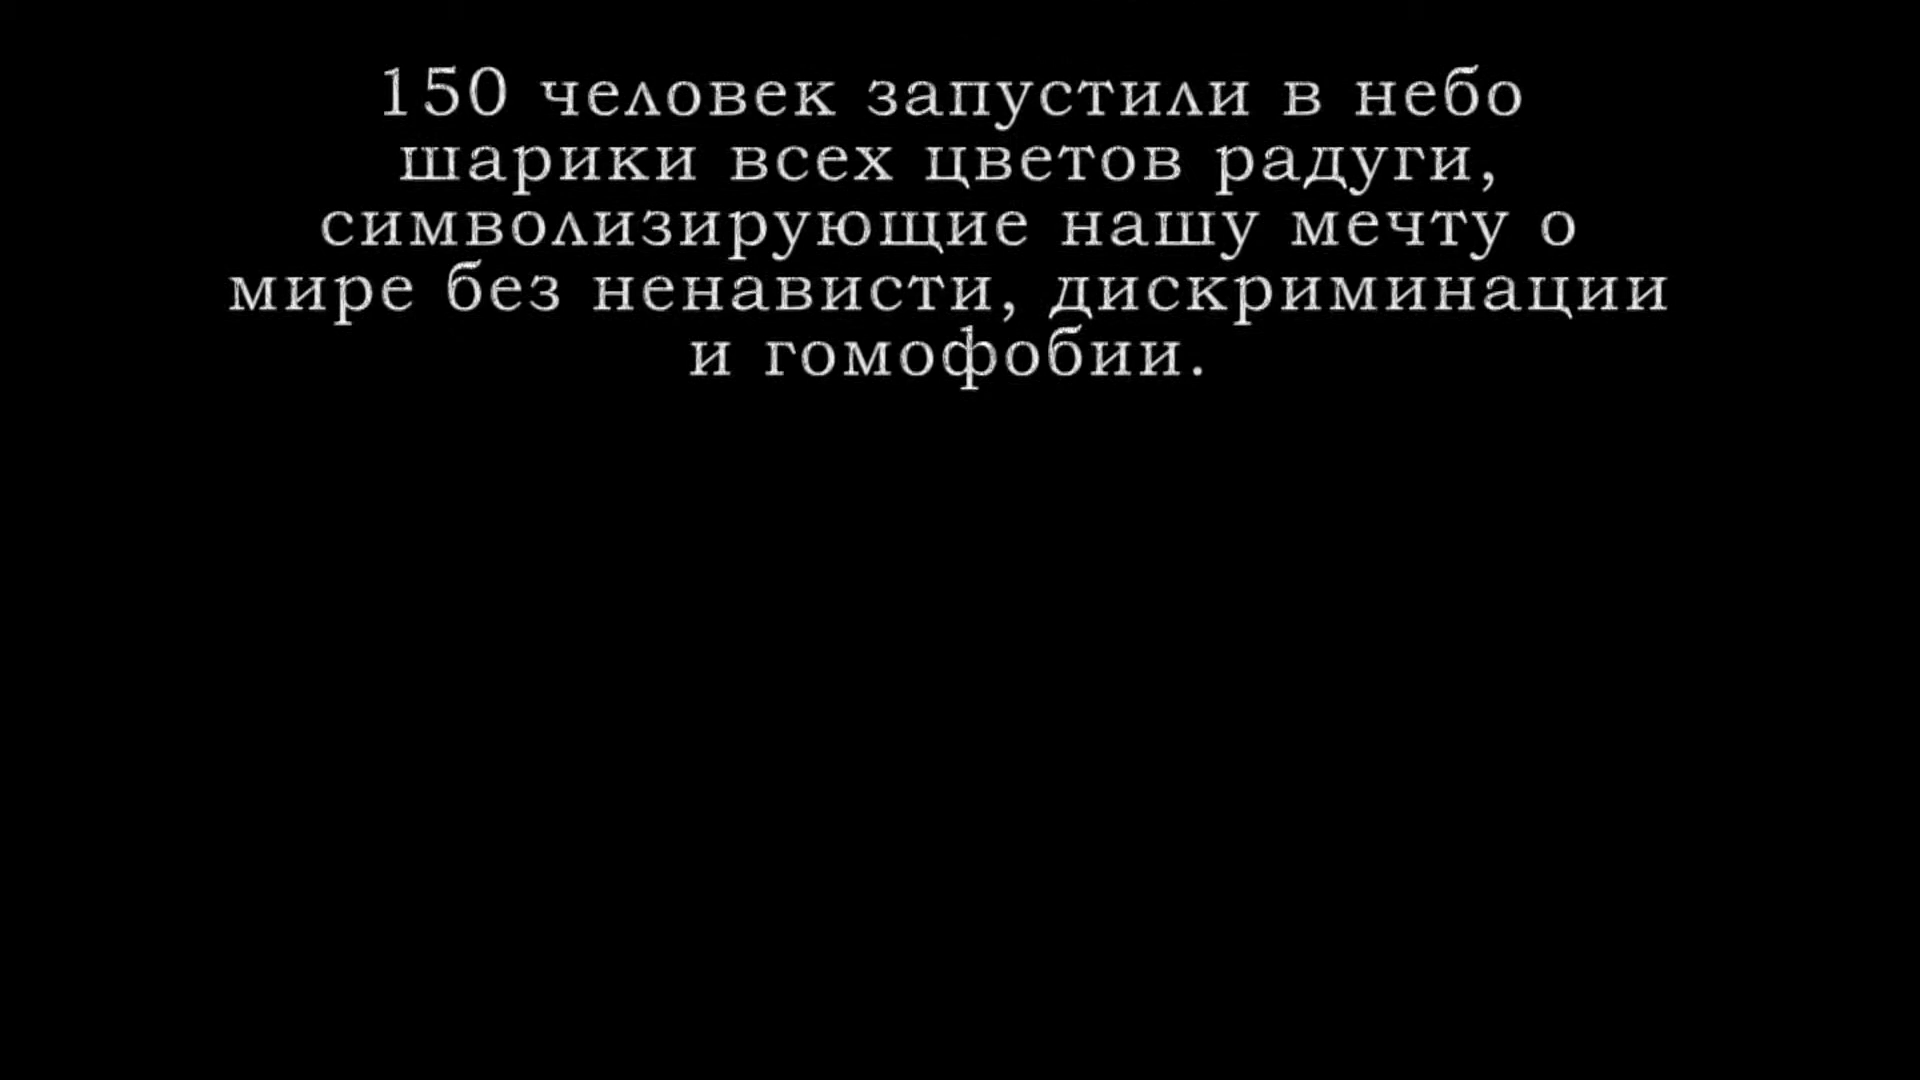 150 человек запустили в небо
шарики всех цветов радуги,
символизирующие нашу мечту о
мире без ненависти, дискриминации
и гомофобии.